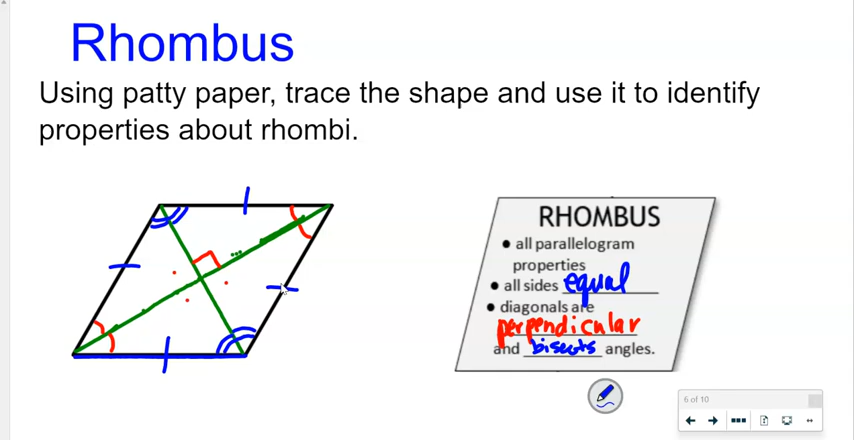 Rhombus
Using patty paper, trace the shape and use it to identify
properties about rhombi.
RHOMBUS
• all parallelogram
properties
• all sides equal
• diagonals are
perpendicular
and bisects angles.
6 of 10